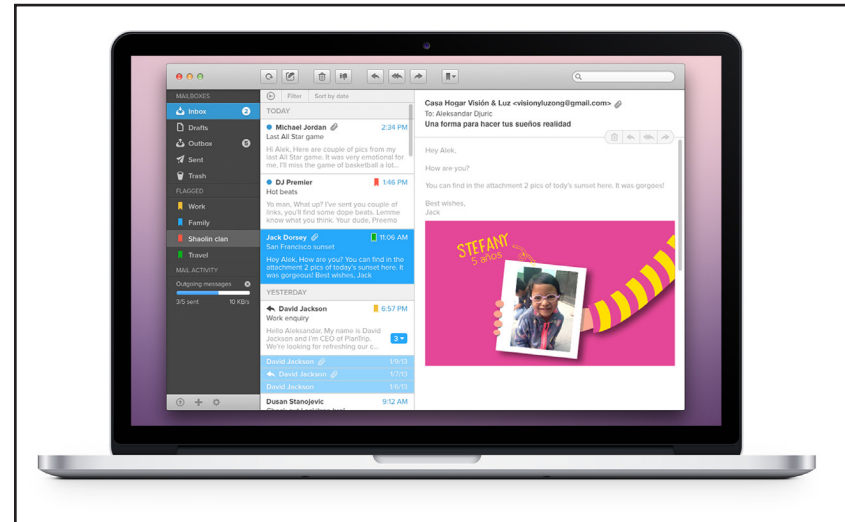 MAILBOXES
Inbox 2
Drafts
Outbox 5
Sent
Trash
FLAGGED
Work
Family
Shaolin clan
Travel
MAIL ACTIVITY
Outgoing messages
3/5 sent 10 KB/s
Filter Sort by date
TODAY
Michael Jordan 2:34 PM
Last All Star game
Hi Alek, Here are couple of pics from my
last All Star game. It was very emotional for
me, I'll miss the game of basketball a lot...
DJ Premier 1:46 PM
Hot beats
Yo man, What up? I've sent you couple of
links, you'll find some dope beats. Lemme
know what you think. Your dude, Preemo
Jack Dorsey 11:06 AM
San Francisco sunset
Hey Alek, How are you? You can find in the
attachment 2 pics of today's sunset here. It
was gorgeous! Best wishes, Jack
YESTERDAY
David Jackson 6:57 PM
Work enquiry
Hello Aleksandar, My name is David
Jackson and I'm CEO of PlanTrip.
We're looking for refreshing our c... 3
David Jackson 1/9/13
David Jackson 1/7/13
David Jackson 1/6/13
Dusan Stanojevic 9:12 AM
Casa Hogar Visión & Luz <visionyluzong@gmail.com>
To: Aleksandar Djuric
Una forma para hacer tus sueños realidad
Hey Alek,
How are you?
You can find in the attachment 2 pics of tody's sunset here. It was gorgoes!
Best wishes,
Jack
STEFANY
5 años